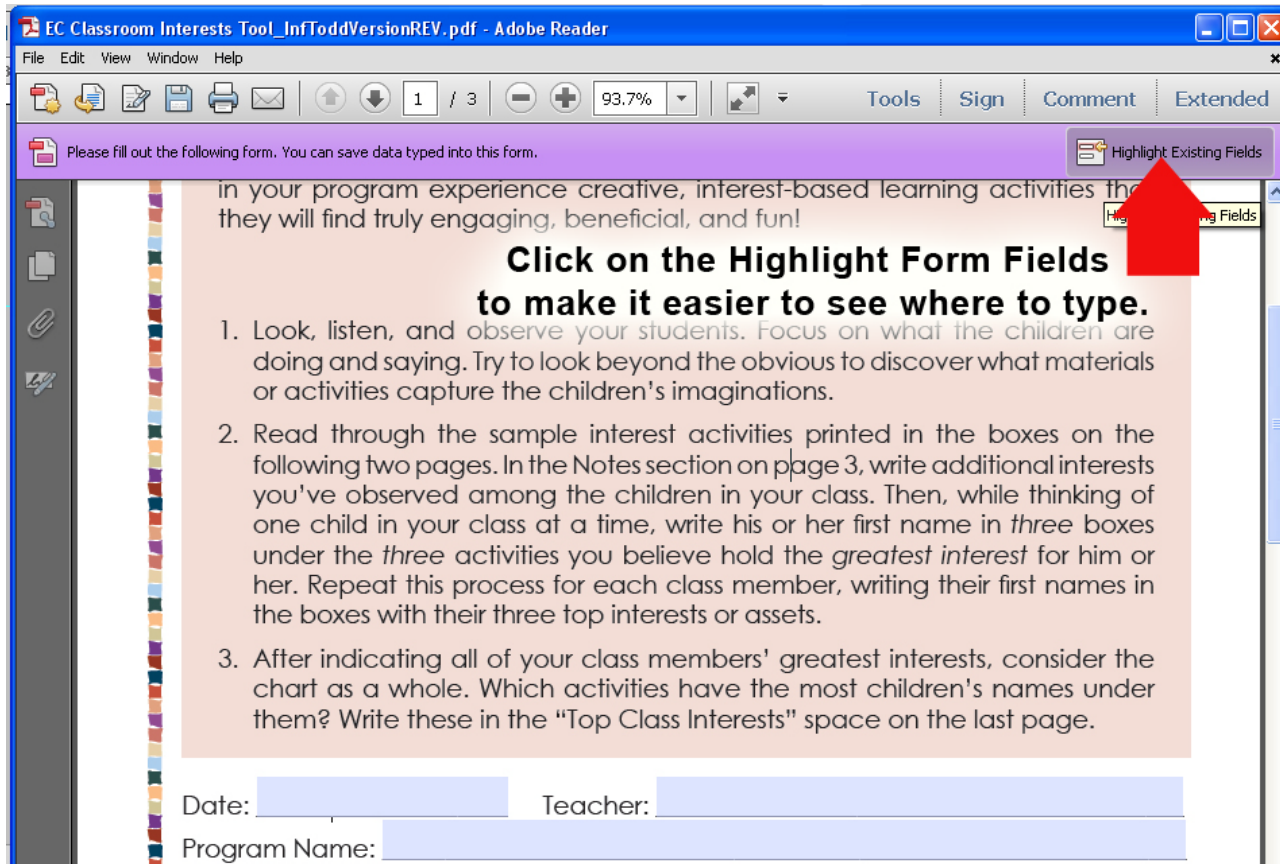 EC Classroom Interests Tool_InfToddVersionREV.pdf - Adobe Reader
File Edit View Window Help
1 / 3 93.7% Tools Sign Comment Extended
Please fill out the following form. You can save data typed into this form. Highlight Existing Fields
in your program experience creative, interest-based learning activities
they will find truly engaging, beneficial, and fun!
Fields
Click on the Highlight Form Fields
to make it easier to see where to type.
1. Look, listen, and observe your students. Focus on what the children are
doing and saying. Try to look beyond the obvious to discover what materials
or activities capture the children's imaginations.
2. Read through the sample interest activities printed in the boxes on the
following two pages. In the Notes section on page 3, write additional interests
you've observed among the children in your class. Then, while thinking of
one child in your class at a time, write his or her first name in three boxes
under the three activities you believe hold the greatest interest for him or
her. Repeat this process for each class member, writing their first names in
the boxes with their three top interests or assets.
3. After indicating all of your class members' greatest interests, consider the
chart as a whole. Which activities have the most children's names under
them? Write these in the “Top Class Interests” space on the last page.
Date: Teacher:
Program Name: